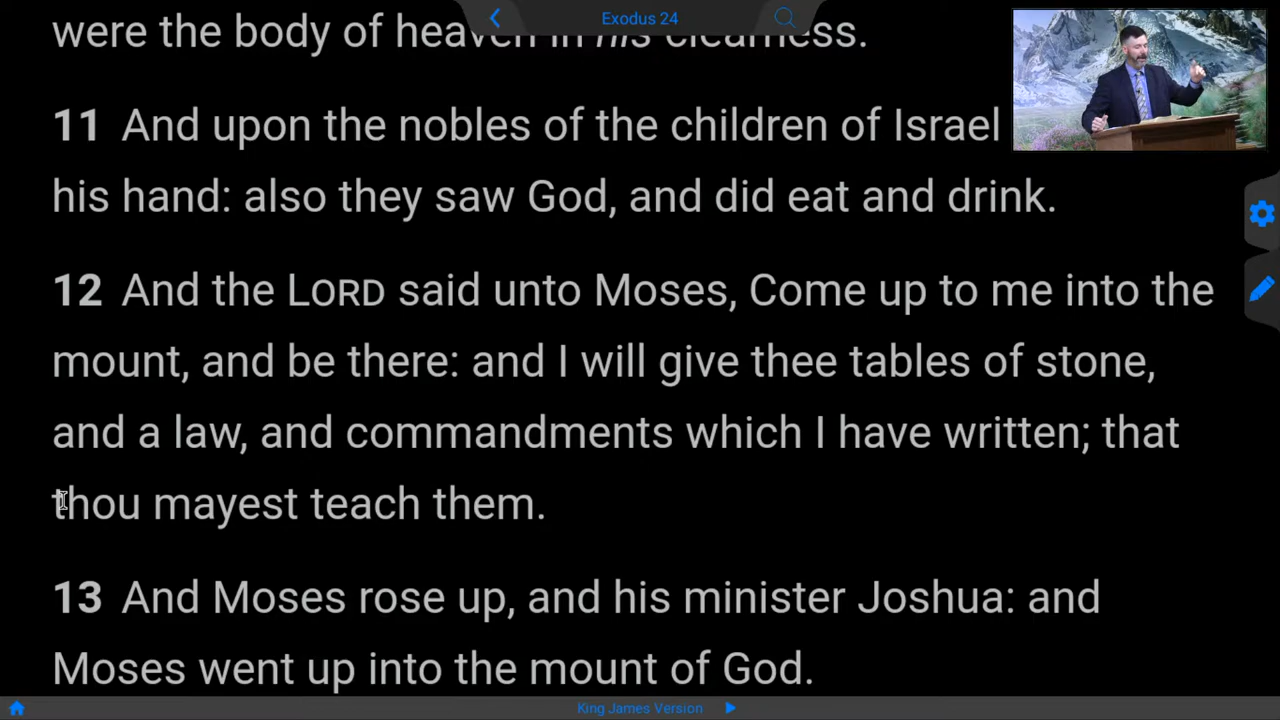 Exodus 24
were the body of heaven in his clearness.
11 And upon the nobles of the children of Israel
his hand: also they saw God, and did eat and drink.
12 And the LORD said unto Moses, Come up to me into the
mount, and be there: and I will give thee tables of stone,
and a law, and commandments which I have written; that
thou mayest teach them.
13 And Moses rose up, and his minister Joshua: and
Moses went up into the mount of God.
King James Version